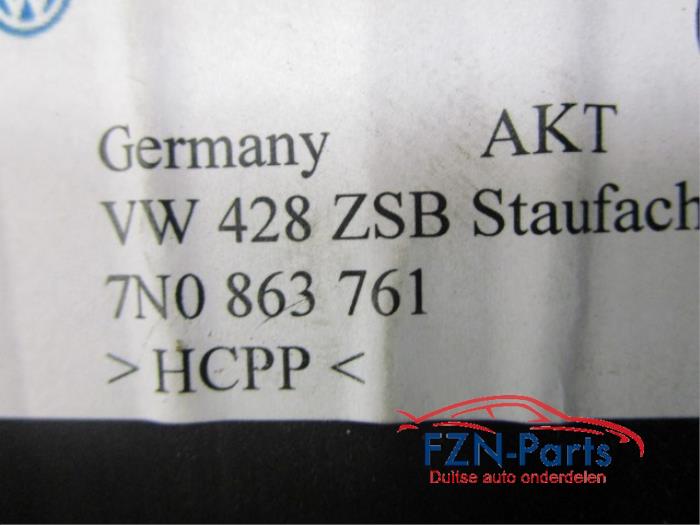 Germany AKT
VW 428 ZSB Staufach
7N0 863 761
>HCPP<
FZN-Parts
Duitse auto onderdelen